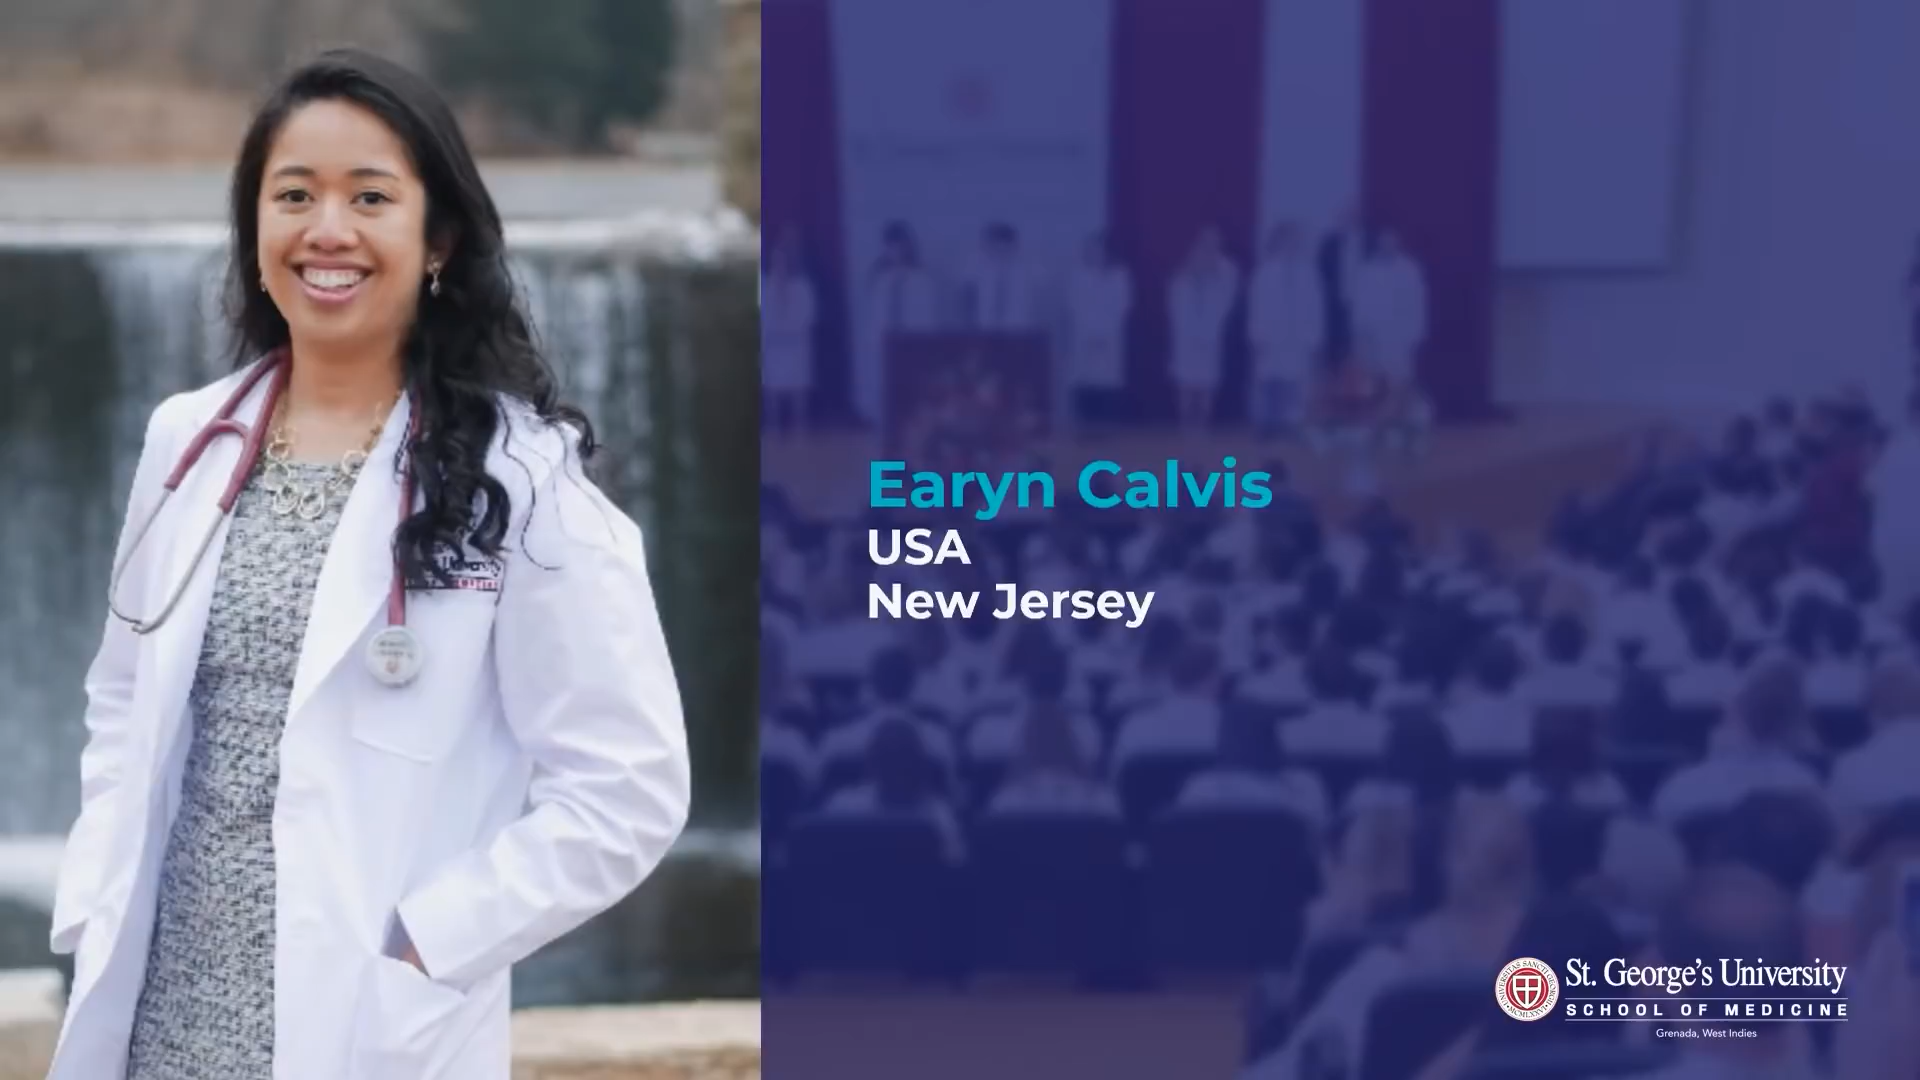 Earyn Calvis
USA
New Jersey
St. George's University
SCHOOL OF MEDICINE
Grenada, West Indies